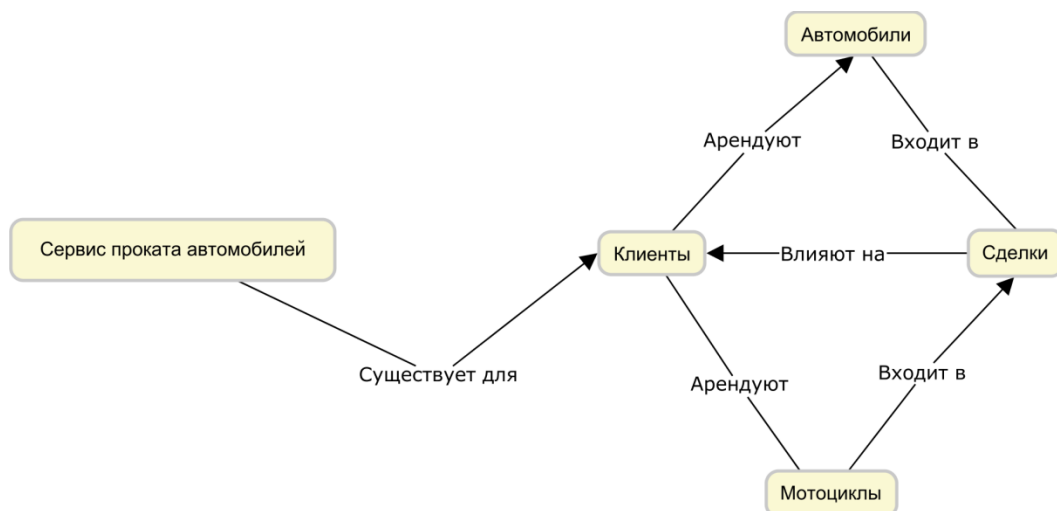 Автомобили
Арендуют
Входит в
Сервис проката автомобилей
Клиенты
Влияют на
Сделки
Существует для
Арендуют
Входит в
Мотоциклы